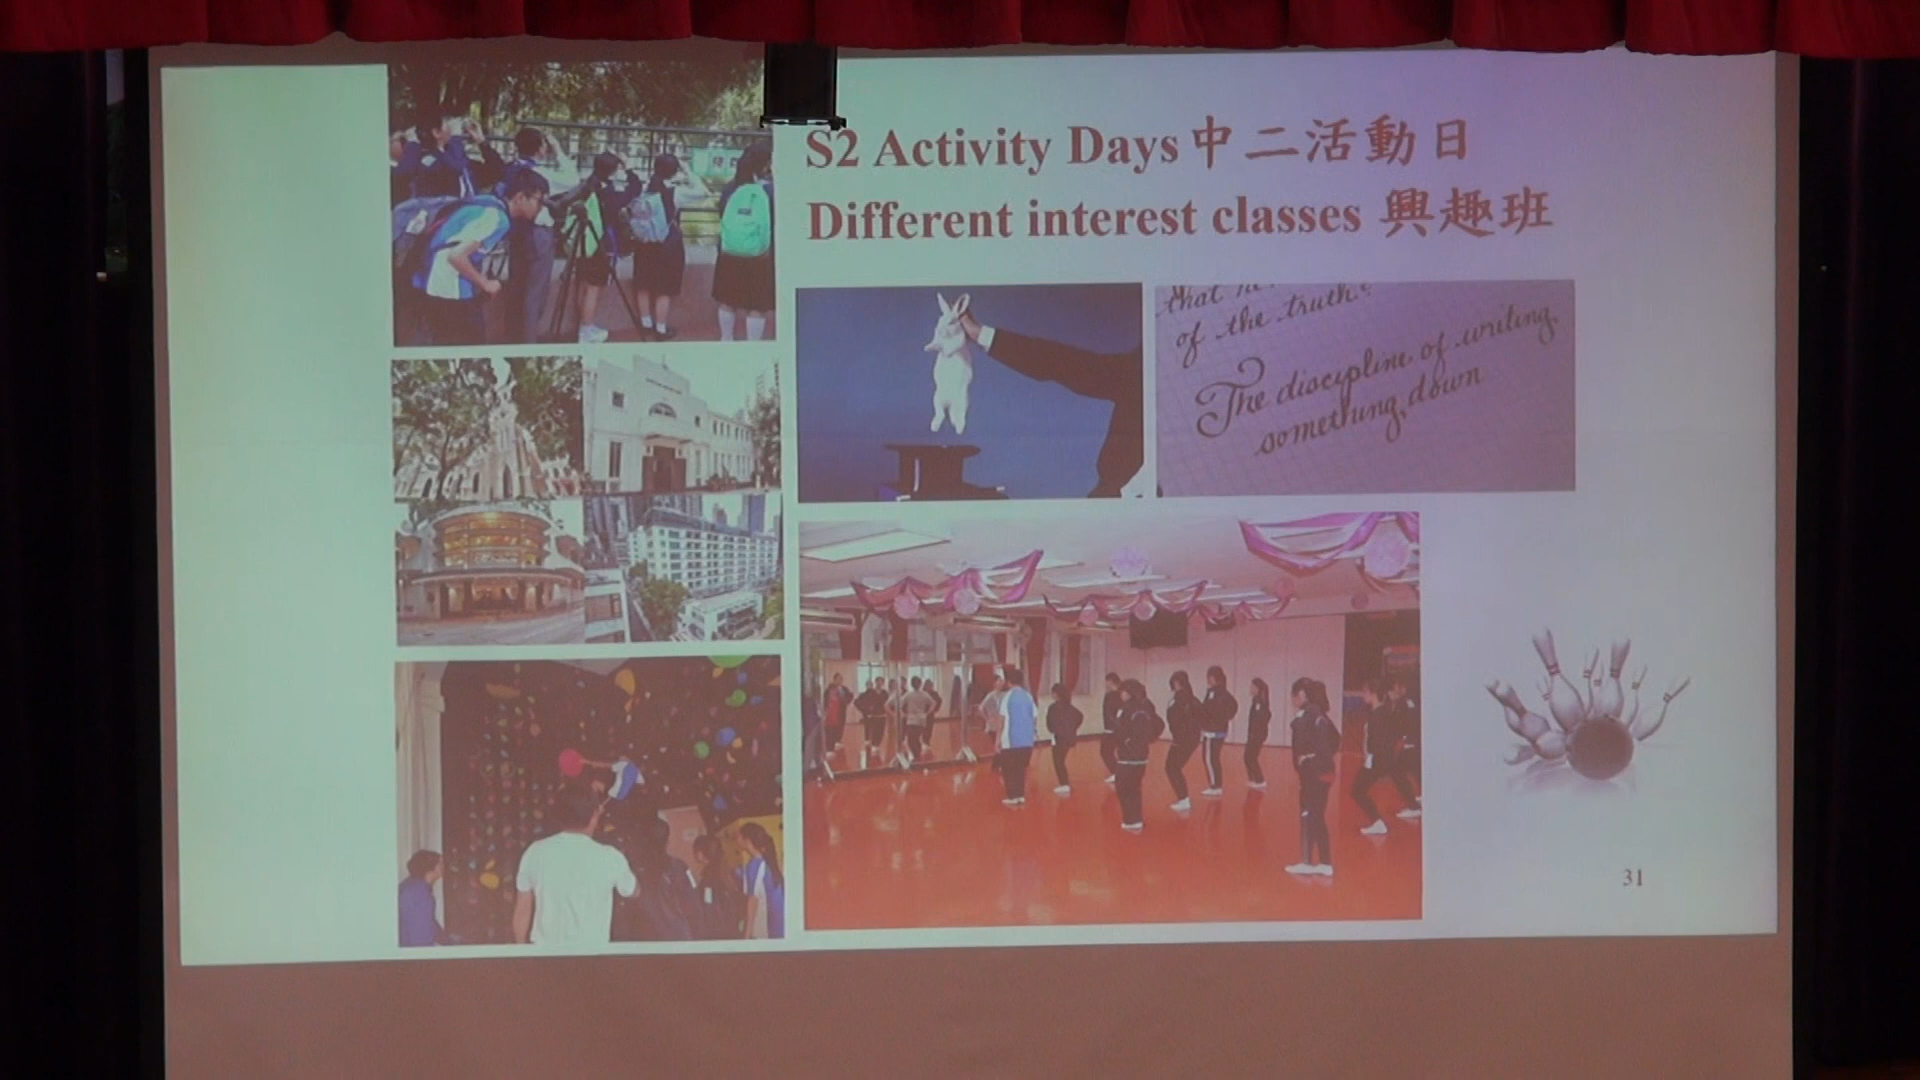 S2 Activity Days 中二活動日
Different interest classes 興趣班
of the truth
The discipline of writing
something down
31